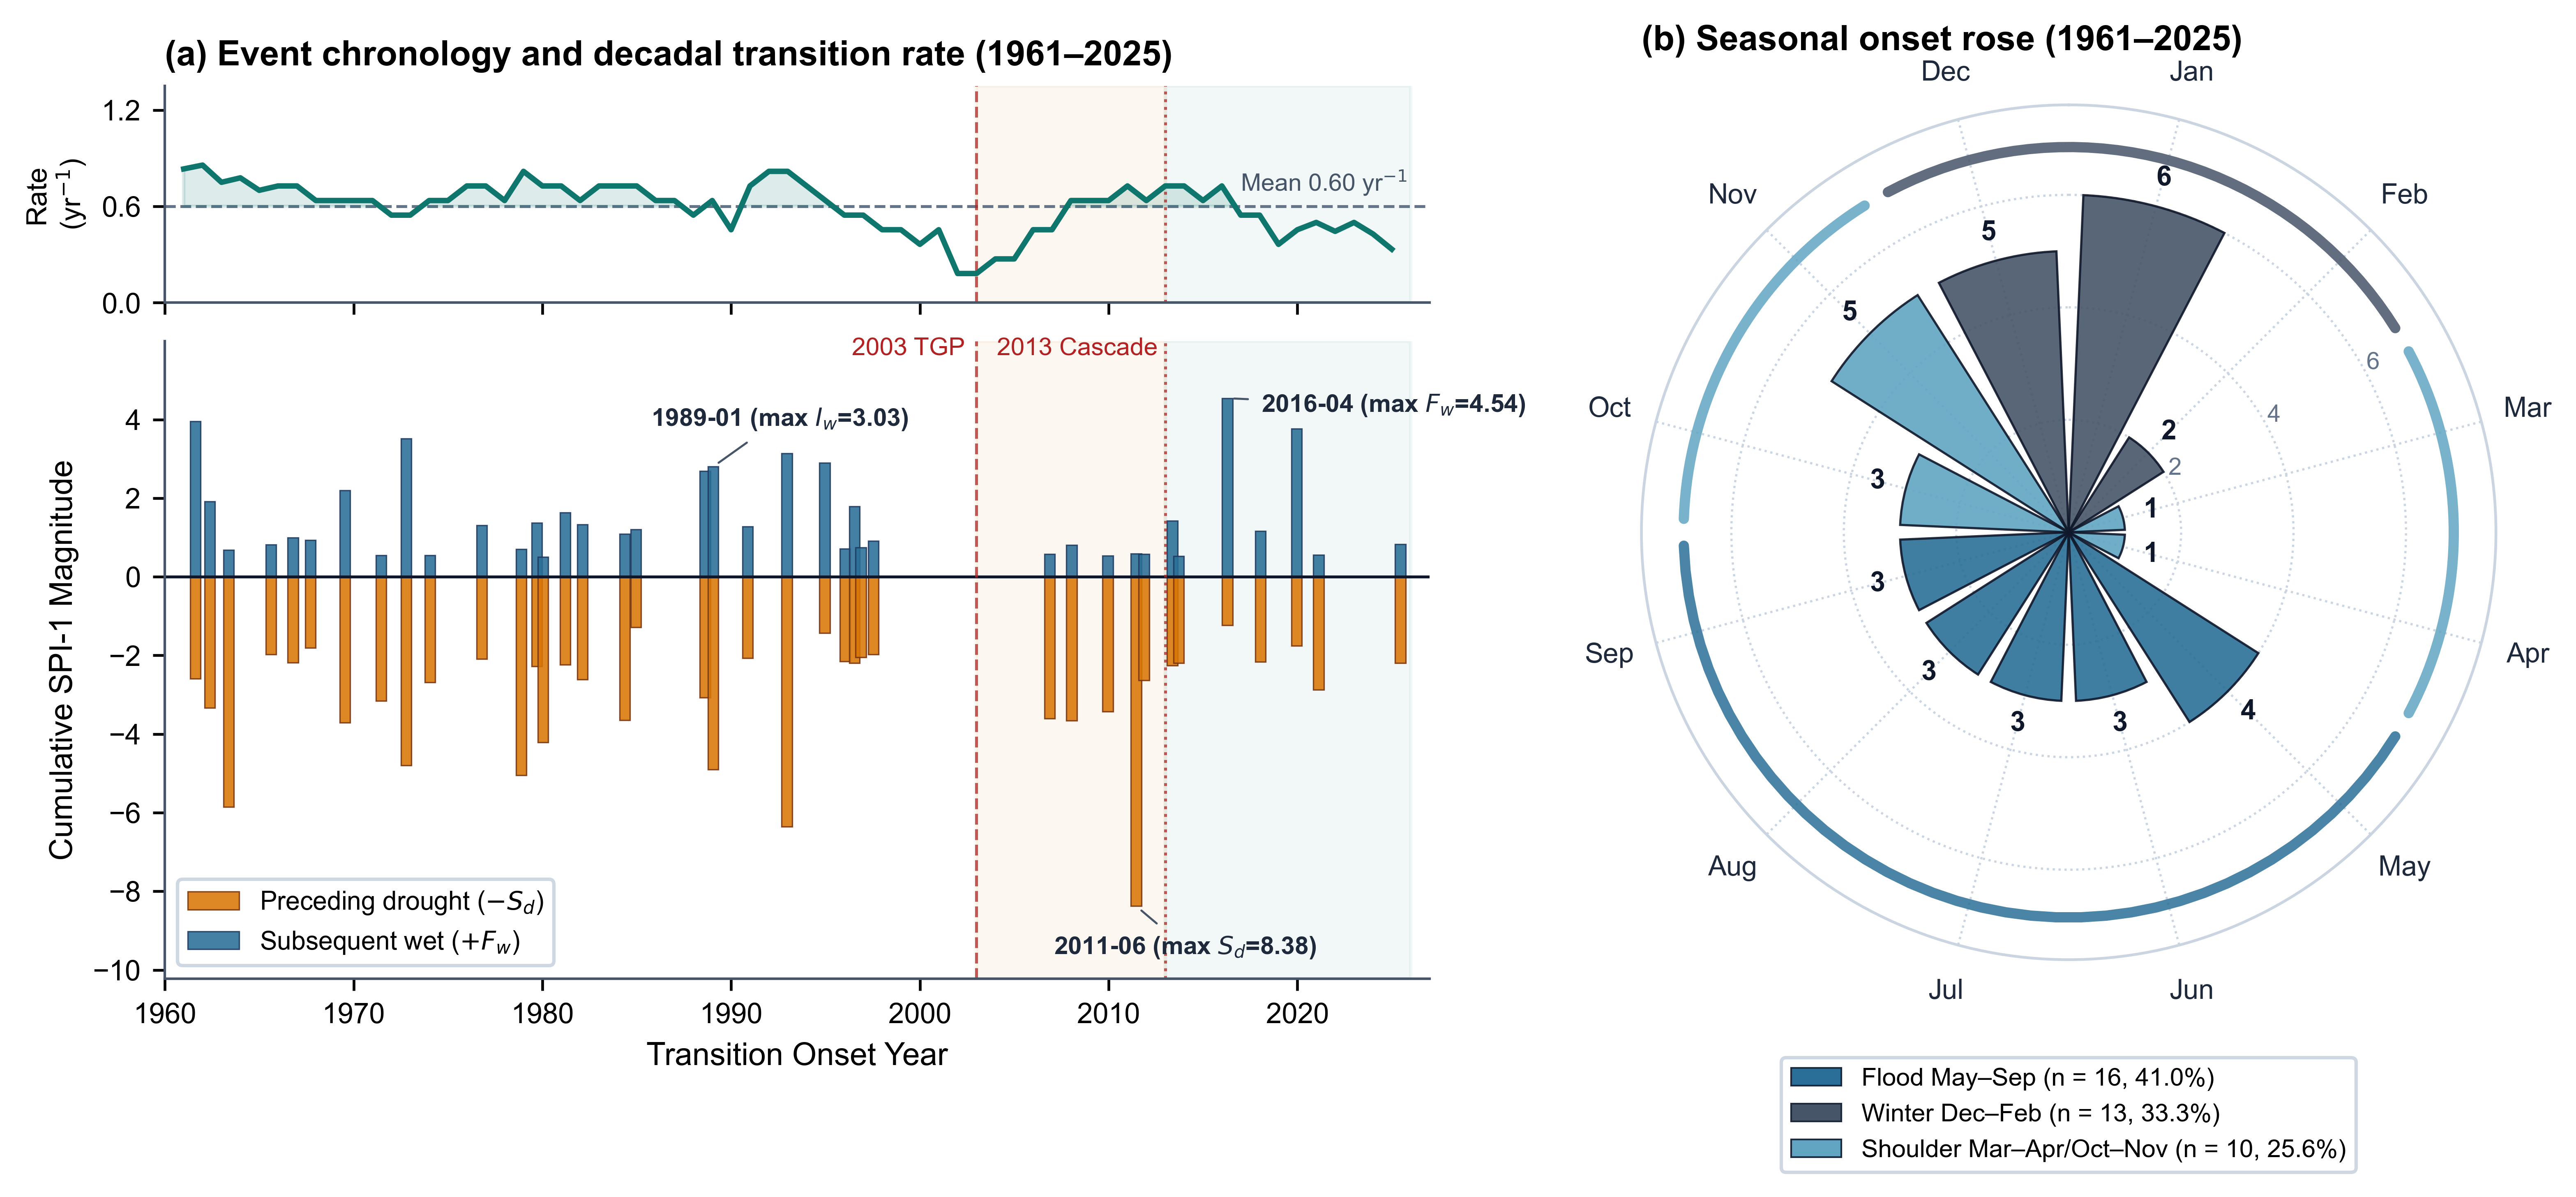 (a) Event chronology and decadal transition rate (1961–2025)
1.2
0.6
0.0
Rate
(yr⁻¹)
Mean 0.60 yr⁻¹
2003 TGP
2013 Cascade
4
2
0
−2
−4
−6
−8
−10
Cumulative SPI-1 Magnitude
1989-01 (max I_w=3.03)
2016-04 (max F_w=4.54)
2011-06 (max S_d=8.38)
Preceding drought (−S_d)
Subsequent wet (+F_w)
1960
1970
1980
1990
2000
2010
2020
Transition Onset Year
(b) Seasonal onset rose (1961–2025)
Dec
Jan
Nov
Feb
Oct
Mar
Sep
Apr
Aug
May
Jul
Jun
6
5
5
6
4
2
2
3
1
1
3
3
4
3
3
Flood May–Sep (n = 16, 41.0%)
Winter Dec–Feb (n = 13, 33.3%)
Shoulder Mar–Apr/Oct–Nov (n = 10, 25.6%)